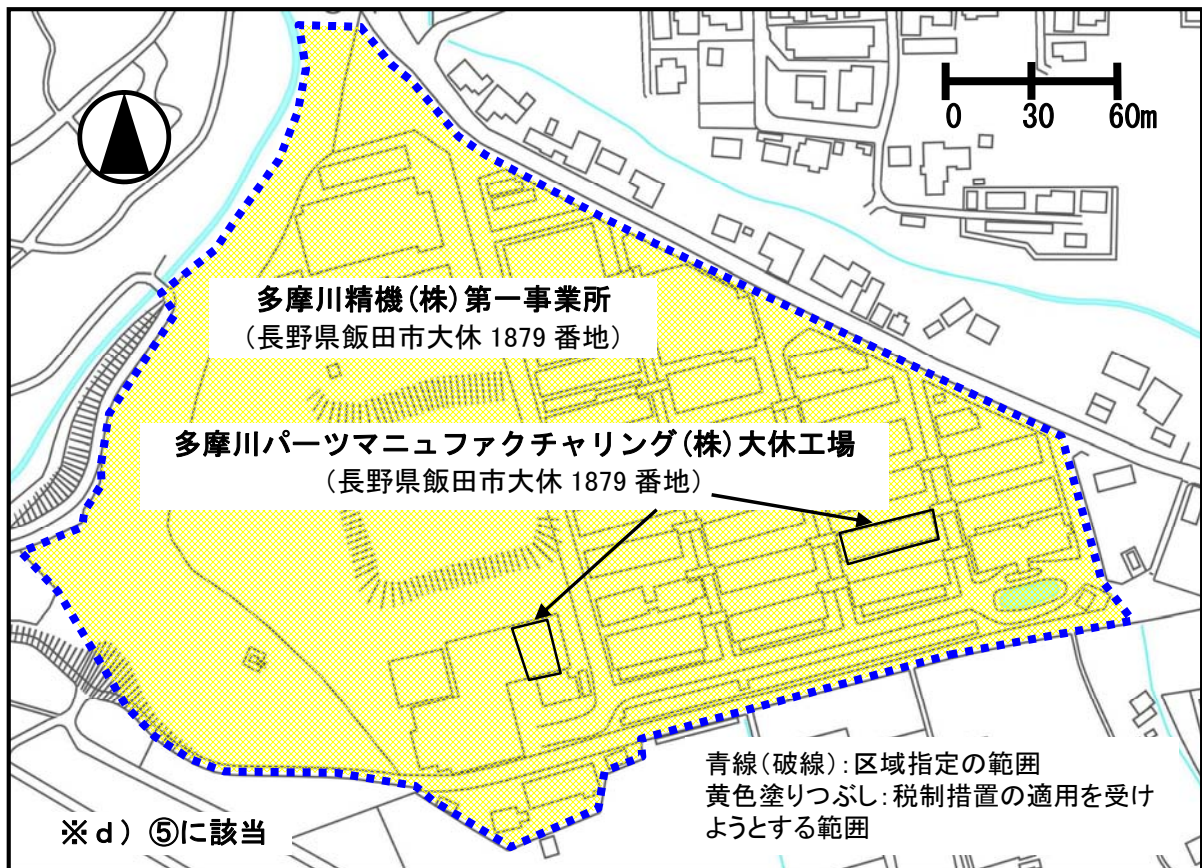 0 30 60m
多摩川精機(株)第一事業所
(長野県飯田市大休 1879 番地)
多摩川パーツマニュファクチャリング(株)大休工場
(長野県飯田市大休 1879 番地)
青線(破線):区域指定の範囲
黄色塗りつぶし:税制措置の適用を受け
ようとする範囲
※d) ⑤に該当